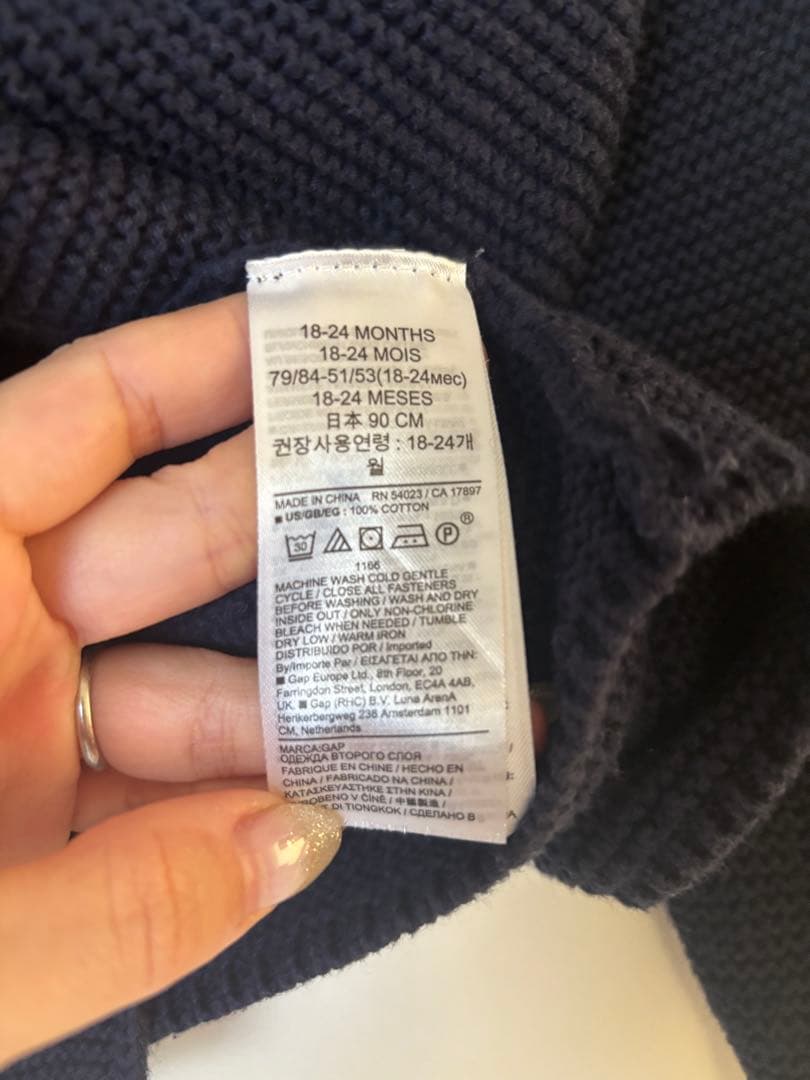 18-24 MONTHS
18-24 MOIS
79/84-51/53(18-24мес)
18-24 MESES
日本 90 CM
권장사용연령 : 18-24개
월
MADE IN CHINA RN 54023 / CA 17897
■ US/GB/EG : 100% COTTON
30 P ®
1166
MACHINE WASH COLD GENTLE
CYCLE / CLOSE ALL FASTENERS
BEFORE WASHING / WASH AND DRY
INSIDE OUT / ONLY NON-CHLORINE
BLEACH WHEN NEEDED / TUMBLE
DRY LOW / WARM IRON
DISTRIBUIDO POR / Imported
By/Importe Par / ΕΙΣΑΓΕΤΑΙ ΑΠΟ ΤΗΝ:
■ Gap Europe Ltd., 8th Floor, 20
Farringdon Street, London, EC4A 4AB,
UK. ■ Gap (RHC) B.V. Luna ArenA
Herikerbergweg 238 Amsterdam 1101
CM, Netherlands
MARCA:GAP
ОДЕЖДА ВТОРОГО СЛОЯ
FABRIQUE EN CHINE / HECHO EN
CHINA / FABRICADO NA CHINA /
ΚΑΤΑΣΚΕΥΑΣΤΗΚΕ ΣΤΗΝ ΚΙΝΑ /
V ČÍNĚ / 中國製造 /
DI TIONGKOK / СДЕЛАНО В